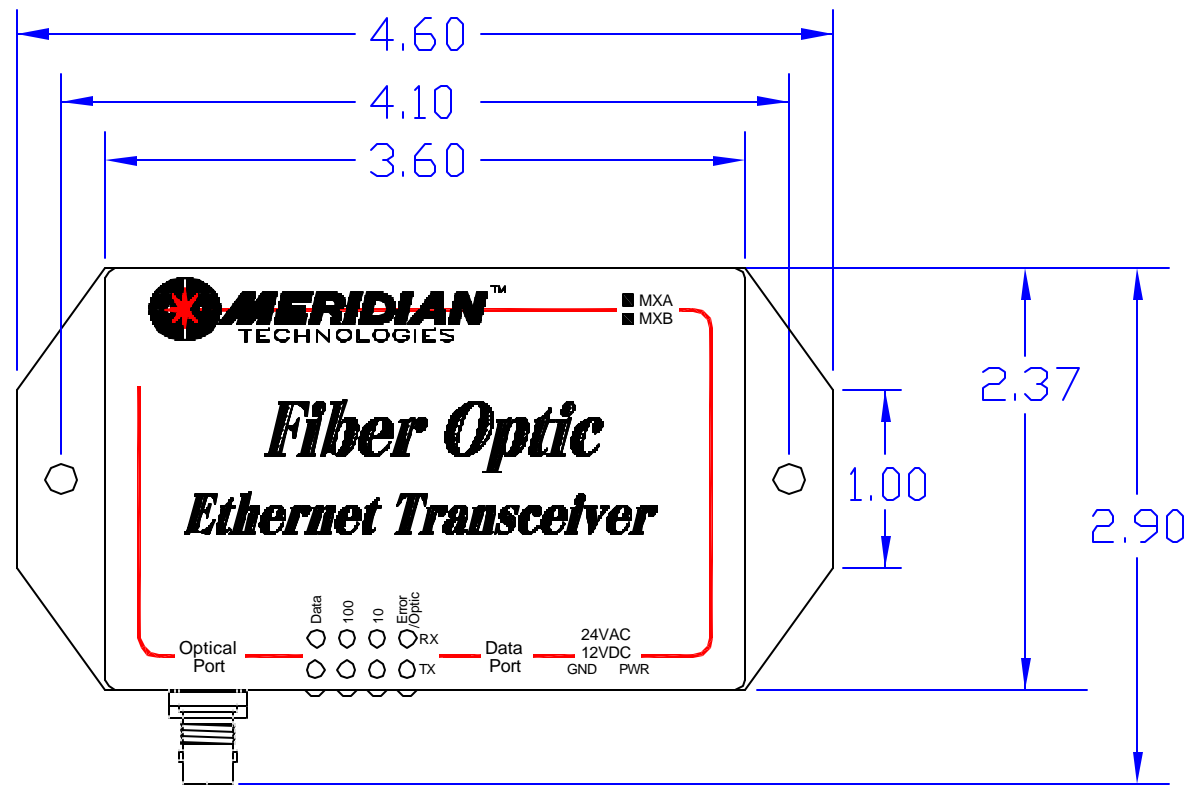 4.60
4.10
3.60
MERIDIAN™
TECHNOLOGIES
MXA
MXB
2.37
Fiber Optic
1.00
Ethernet Transceiver
2.90
Data
100
10
Error
/Optic
RX
TX
Optical
Port
Data
Port
24VAC
12VDC
GND PWR